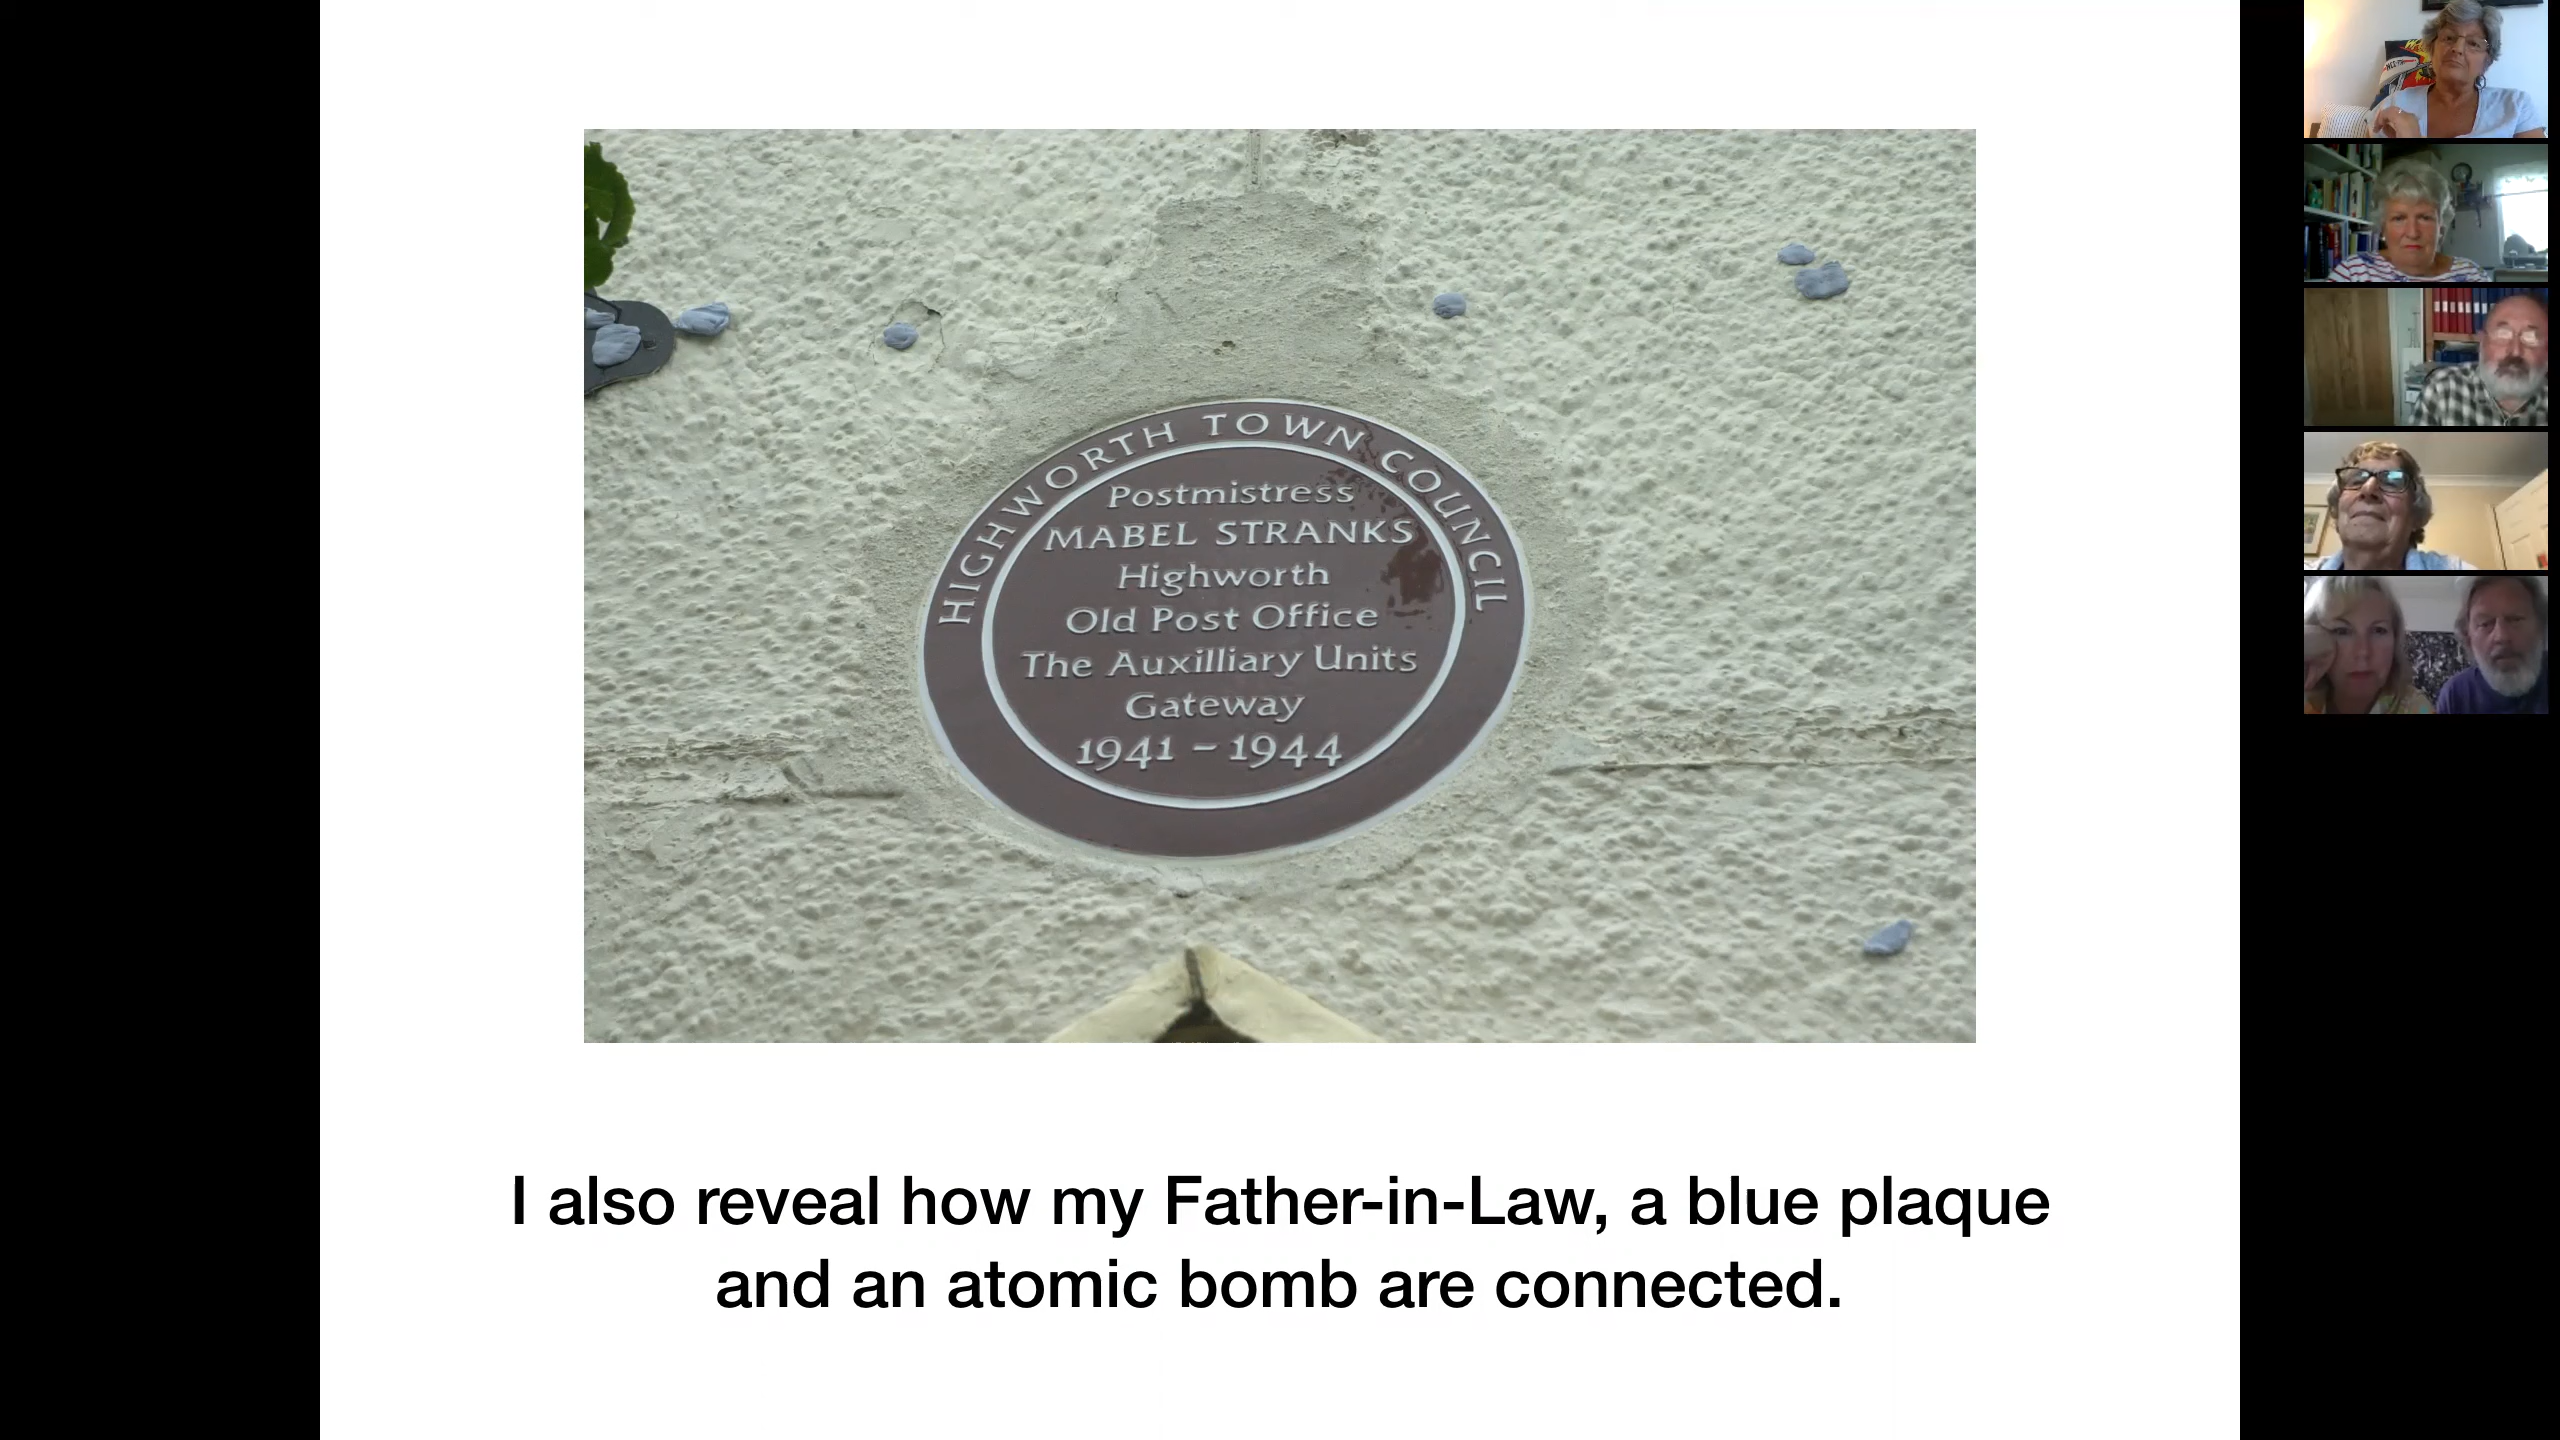 HIGHWORTH TOWN COUNCIL
Postmistress
MABEL STRANKS
Highworth
Old Post Office
The Auxilliary Units
Gateway
1941 - 1944
I also reveal how my Father-in-Law, a blue plaque
and an atomic bomb are connected.